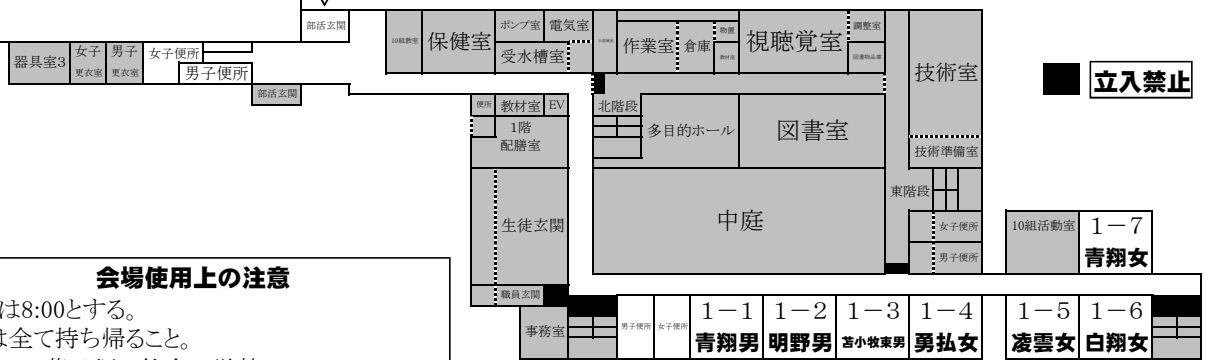 部活玄関
10組教室
保健室
ポンプ室
電気室
受水槽室
作業室
倉庫
物置
教材室
視聴覚室
調整室
図書物品庫
技術室
器具室3
女子
更衣室
男子
更衣室
女子便所
男子便所
部活玄関
立入禁止
便所
教材室
EV
北階段
1階
配膳室
多目的ホール
図書室
技術準備室
東階段
生徒玄関
中庭
女子便所
男子便所
10組活動室
1-7
青翔女
会場使用上の注意
は8:00とする。
は全て持ち帰ること。
職員玄関
事務室
男子便所
女子便所
1-1
青翔男
1-2
明野男
1-3
苫小牧東男
1-4
勇払女
1-5
凌雲女
1-6
白翔女